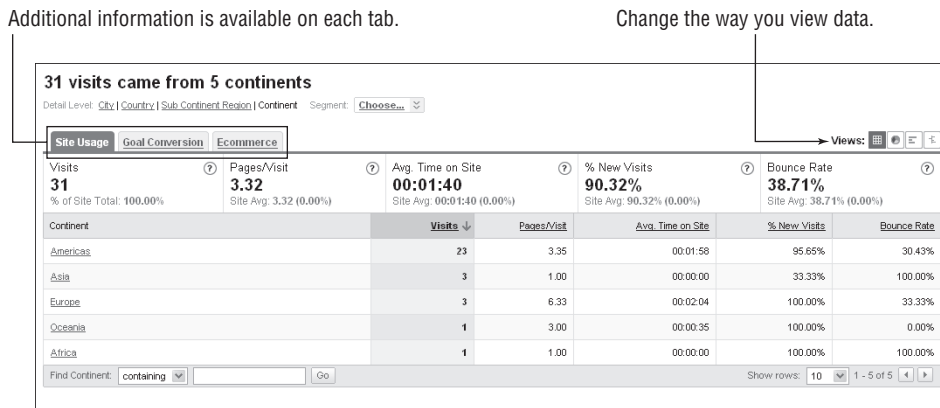 Additional information is available on each tab. Change the way you view data.
31 visits came from 5 continents
Detail Level: City | Country | Sub Continent Region | Continent Segment: Choose...
Site Usage Goal Conversion Ecommerce Views:
Visits ? Pages/Visit ? Avg. Time on Site ? % New Visits ? Bounce Rate ?
31 3.32 00:01:40 90.32% 38.71%
% of Site Total: 100.00% Site Avg: 3.32 (0.00%) Site Avg: 00:01:40 (0.00%) Site Avg: 90.32% (0.00%) Site Avg: 38.71% (0.00%)
Continent Visits Pages/Visit Avg. Time on Site % New Visits Bounce Rate
Americas 23 3.35 00:01:58 95.65% 30.43%
Asia 3 1.00 00:00:00 33.33% 100.00%
Europe 3 6.33 00:02:04 100.00% 33.33%
Oceania 1 3.00 00:00:35 100.00% 0.00%
Africa 1 1.00 00:00:00 100.00% 100.00%
Find Continent: containing Go Show rows: 10 1 - 5 of 5